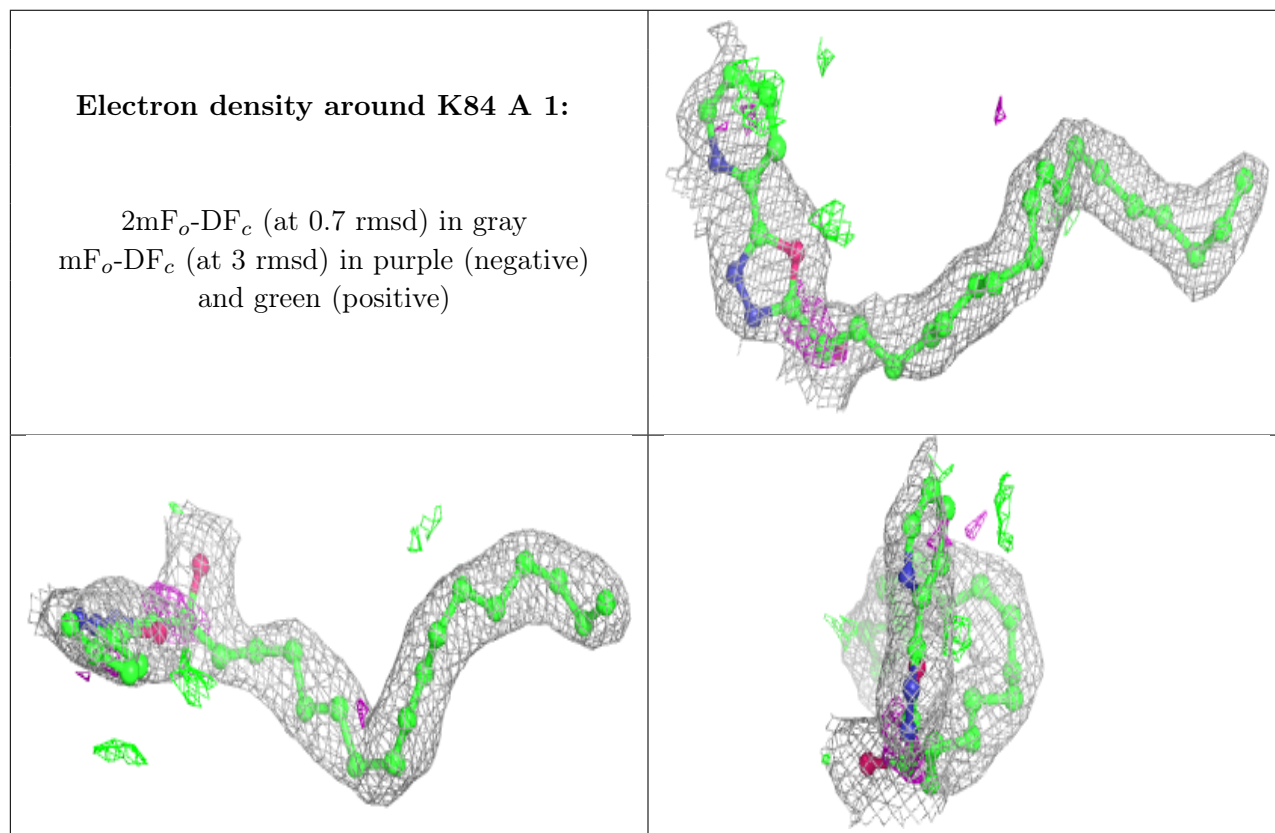 Electron density around K84 A 1:
2mFₒ-DF𝒸 (at 0.7 rmsd) in gray
mFₒ-DF𝒸 (at 3 rmsd) in purple (negative)
and green (positive)